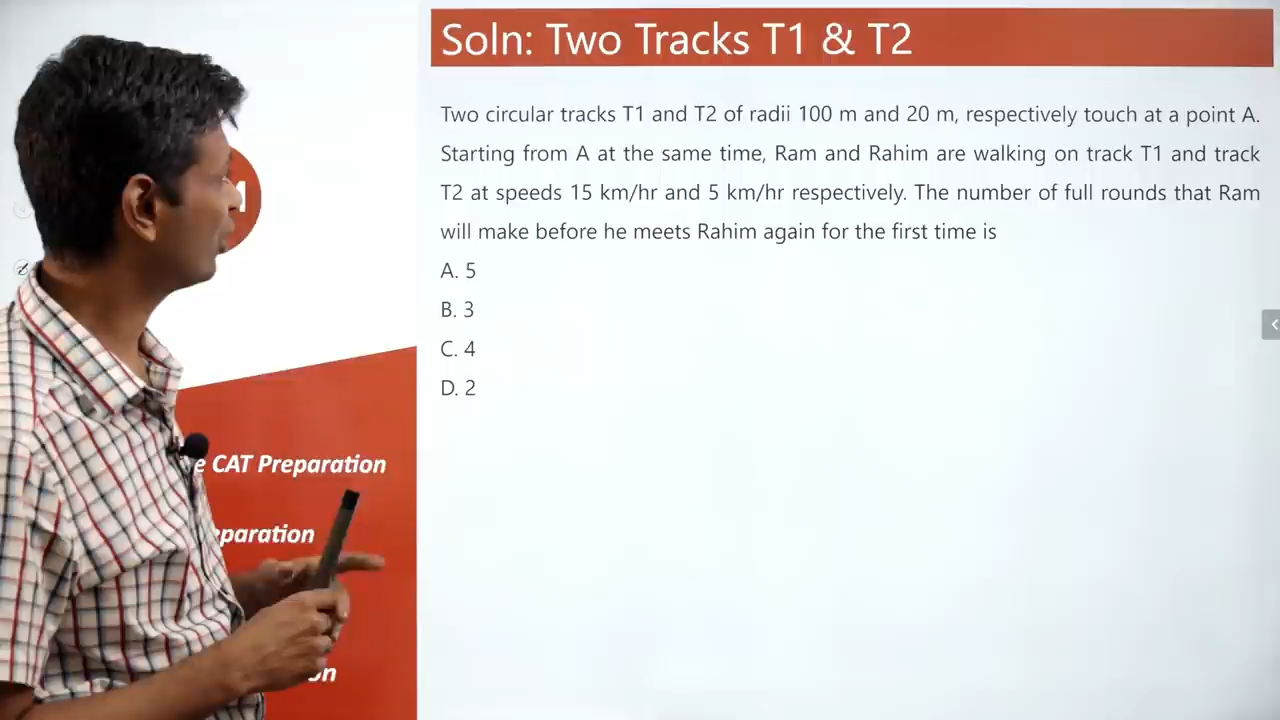 Soln: Two Tracks T1 & T2
Two circular tracks T1 and T2 of radii 100 m and 20 m, respectively touch at a point A.
Starting from A at the same time, Ram and Rahim are walking on track T1 and track
T2 at speeds 15 km/hr and 5 km/hr respectively. The number of full rounds that Ram
will make before he meets Rahim again for the first time is
A. 5
B. 3
C. 4
D. 2
CAT Preparation